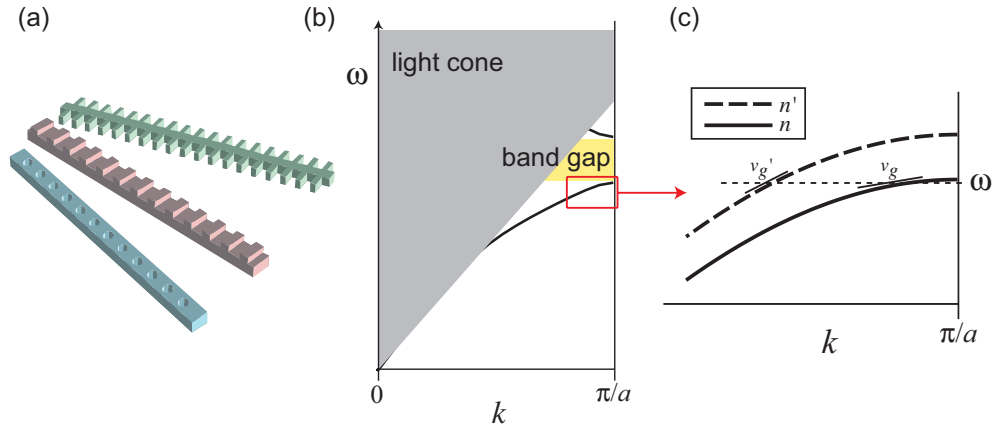 (a)
(b)
ω
light cone
band gap
0
k
π/a
(c)
n'
n
v_g'
v_g
ω
k
π/a